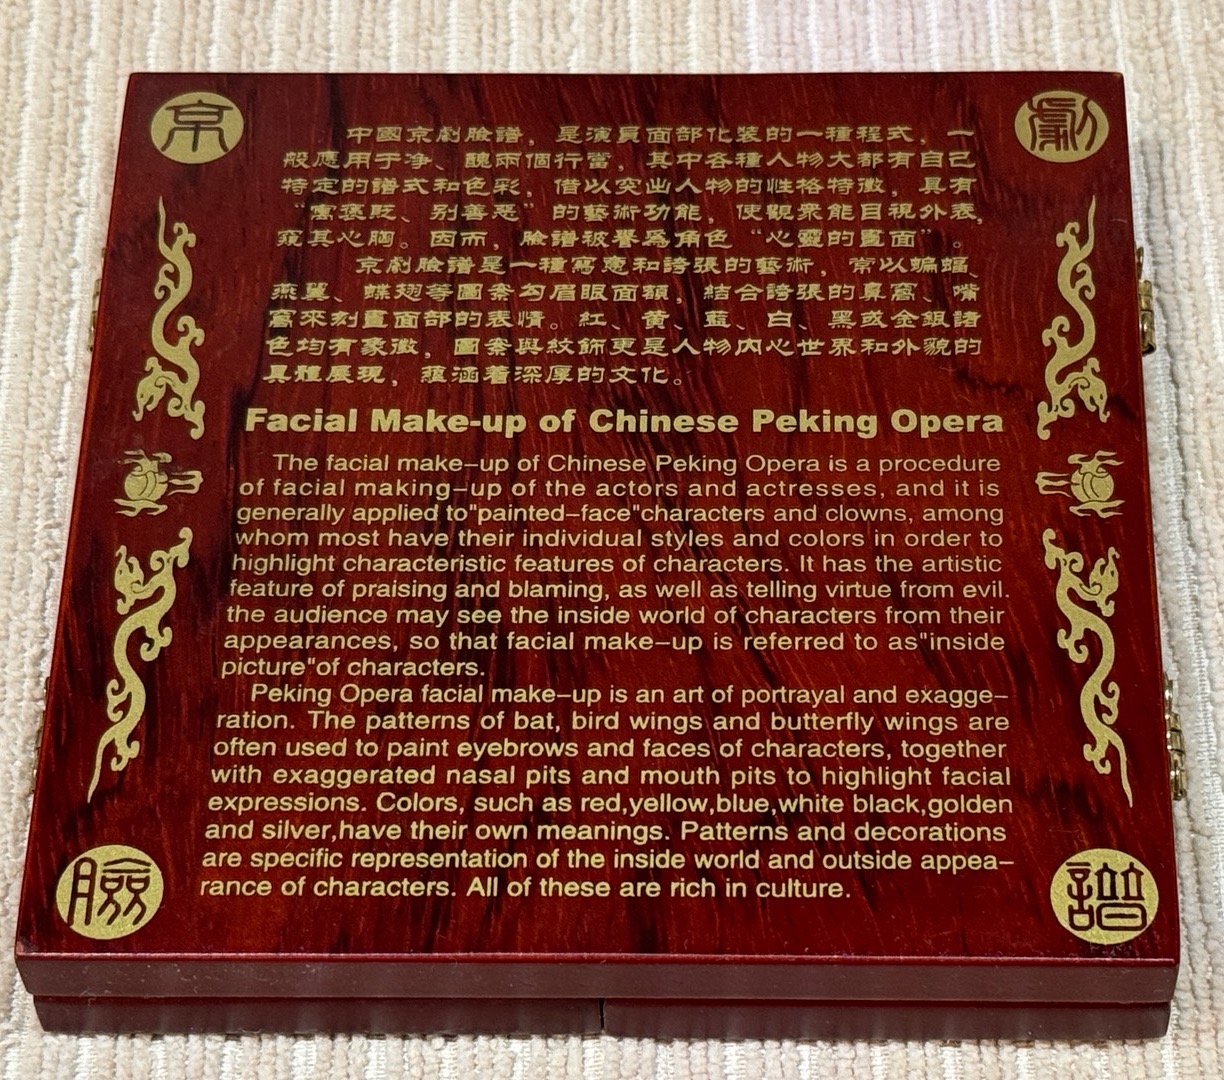 京
劇
中國京劇臉譜，是演員面部化裝的一種程式，一
般應用于净、醜兩個行當，其中各種人物大都有自己
特定的譜式和色彩，借以突出人物的性格特徵，具有
“寓褒貶、别善惡”的藝術功能，使觀衆能目視外表，
窺其心胸。因而，臉譜被譽爲角色“心靈的畫面”。
京劇臉譜是一種寫意和誇張的藝術，常以蝙蝠、
燕翼、蝶翅等圖案勾眉眼面頰，結合誇張的鼻窩、嘴
窩來刻畫面部的表情。紅、黄、藍、白、黑或金銀諸
色均有象徵，圖案與紋飾更是人物内心世界和外貌的
具體展現，蕴涵着深厚的文化。
Facial Make-up of Chinese Peking Opera
The facial make-up of Chinese Peking Opera is a procedure
of facial making-up of the actors and actresses, and it is
generally applied to"painted-face"characters and clowns, among
whom most have their individual styles and colors in order to
highlight characteristic features of characters. It has the artistic
feature of praising and blaming, as well as telling virtue from evil.
the audience may see the inside world of characters from their
appearances, so that facial make-up is referred to as"inside
picture"of characters.
Peking Opera facial make-up is an art of portrayal and exagge-
ration. The patterns of bat, bird wings and butterfly wings are
often used to paint eyebrows and faces of characters, together
with exaggerated nasal pits and mouth pits to highlight facial
expressions. Colors, such as red,yellow,blue,white black,golden
and silver,have their own meanings. Patterns and decorations
are specific representation of the inside world and outside appea-
rance of characters. All of these are rich in culture.
臉
譜